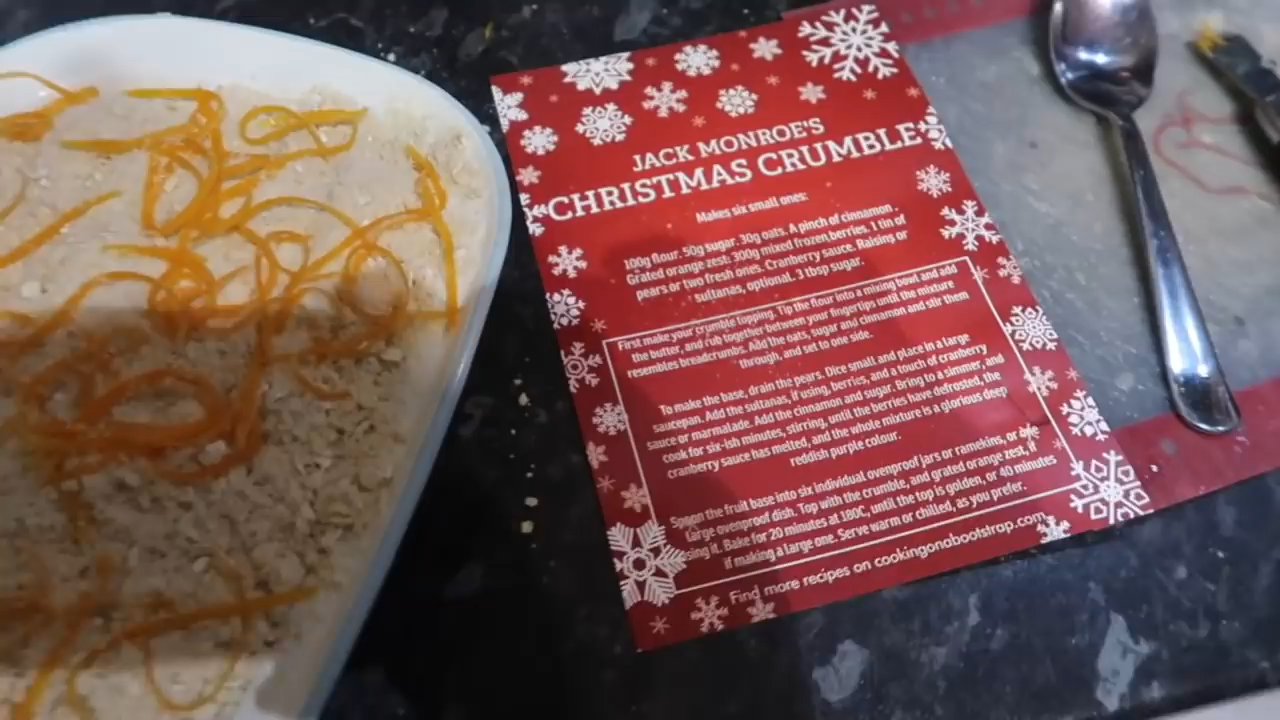 JACK MONROE'S
CHRISTMAS CRUMBLE
Makes six small ones:
100g flour. 50g sugar. 30g oats. A pinch of cinnamon.
Grated orange zest. 300g mixed frozen berries. 1 tin of
pears or two fresh ones. Cranberry sauce. Raisins or
sultanas, optional. 3 tbsp sugar.
First make your crumble topping. Tip the flour into a mixing bowl and add
the butter, and rub together between your fingertips until the mixture
resembles breadcrumbs. Add the oats, sugar and cinnamon and stir them
through, and set to one side.
To make the base, drain the pears. Dice small and place in a large
saucepan. Add the sultanas, if using, berries, and a touch of cranberry
sauce or marmalade. Add the cinnamon and sugar. Bring to a simmer, and
cook for six-ish minutes, stirring, until the berries have defrosted, the
cranberry sauce has melted, and the whole mixture is a glorious deep
reddish purple colour.
Spoon the fruit base into six individual ovenproof jars or ramekins, or one
large ovenproof dish. Top with the crumble, and grated orange zest, if
using it. Bake for 20 minutes at 180C, until the top is golden, or 40 minutes
if making a large one. Serve warm or chilled, as you prefer.
Find more recipes on cookingonabootstrap.com